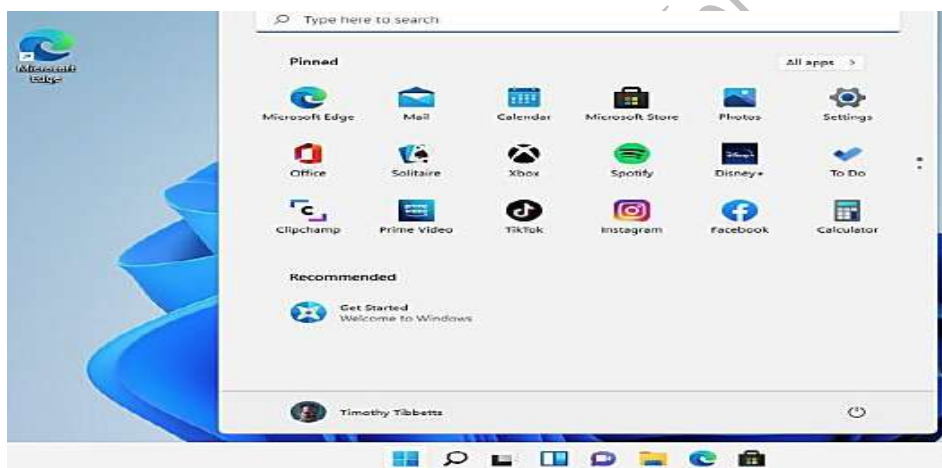 Type here to search
Microsoft
Edge
Pinned
All apps >
Microsoft Edge
Mail
Calendar
Microsoft Store
Photos
Settings
Office
Solitaire
Xbox
Spotify
Disney+
To Do
Clipchamp
Prime Video
TikTok
Instagram
Facebook
Calculator
Recommended
Get Started
Welcome to Windows
Timothy Tibbetts